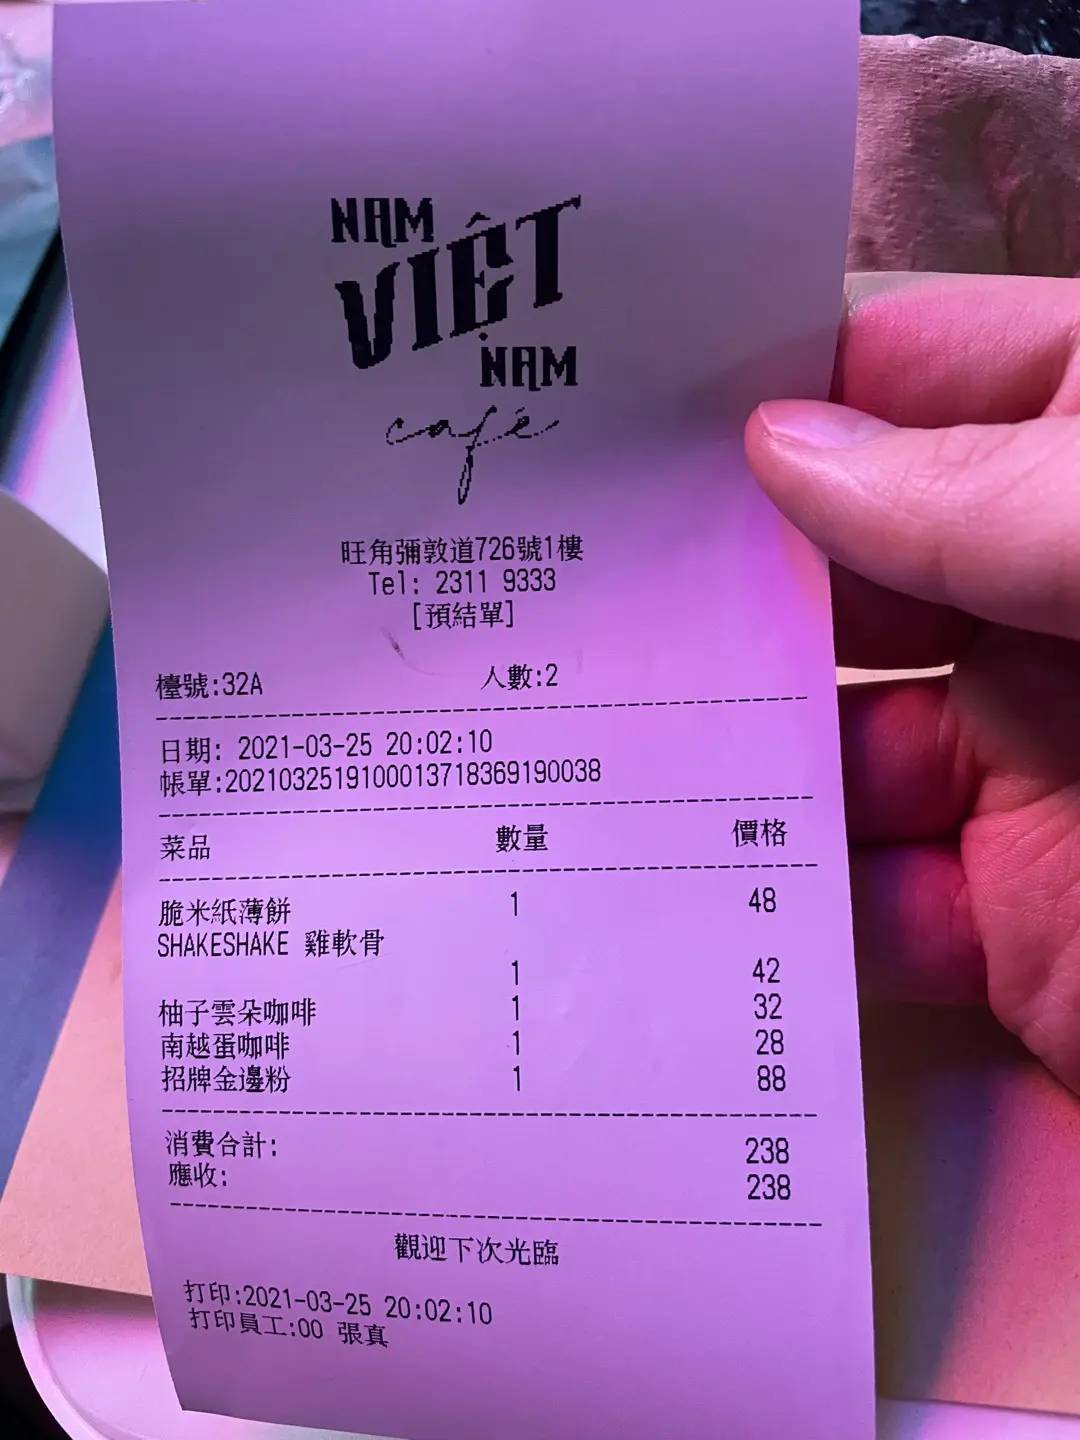 NAM
VIỆT
NAM
café
旺角彌敦道726號1樓
Tel: 2311 9333
[預結單]
檯號:32A 人數:2
日期: 2021-03-25 20:02:10
帳單:2021032519100013718369190038
菜品 數量 價格
脆米紙薄餅 1 48
SHAKESHAKE 雞軟骨
1 42
柚子雲朵咖啡 1 32
南越蛋咖啡 1 28
招牌金邊粉 1 88
消費合計: 238
應收: 238
觀迎下次光臨
打印:2021-03-25 20:02:10
打印員工:00 張真